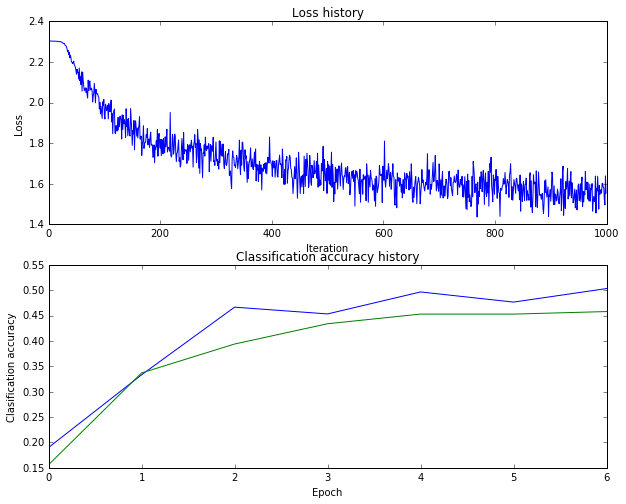 Loss history
2.4
2.2
2.0
1.8
1.6
1.4
Loss
0 200 400 600 800 1000
Iteration
Classification accuracy history
0.55
0.50
0.45
0.40
0.35
0.30
0.25
0.20
0.15
Clasification accuracy
0 1 2 3 4 5 6
Epoch